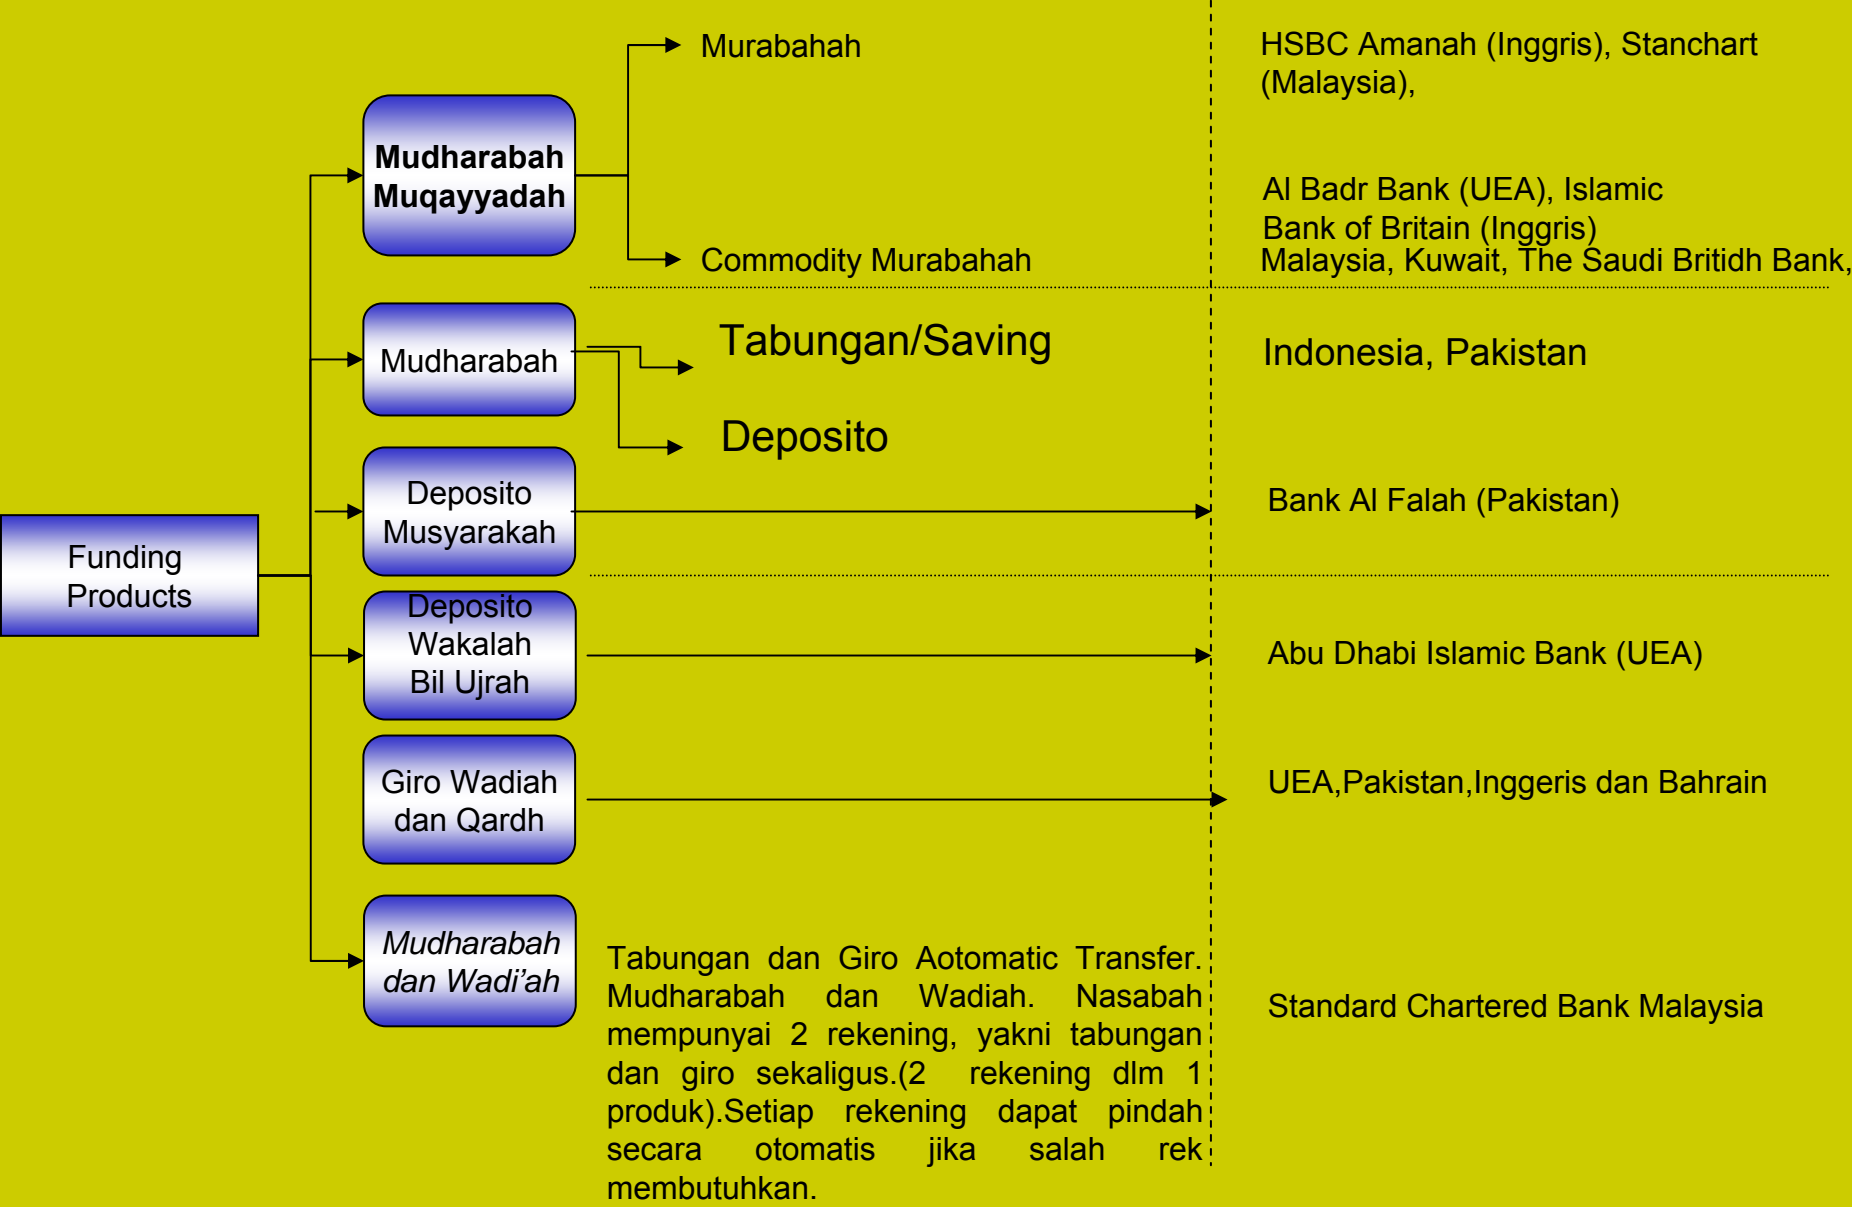 Murabahah
HSBC Amanah (Inggris), Stanchart
(Malaysia),
Mudharabah
Muqayyadah
Al Badr Bank (UEA), Islamic
Bank of Britain (Inggris)
Commodity Murabahah
Malaysia, Kuwait, The Saudi Britidh Bank,
Mudharabah
Tabungan/Saving
Indonesia, Pakistan
Deposito
Deposito
Musyarakah
Bank Al Falah (Pakistan)
Funding
Products
Deposito
Wakalah
Bil Ujrah
Abu Dhabi Islamic Bank (UEA)
Giro Wadiah
dan Qardh
UEA,Pakistan,Inggeris dan Bahrain
Mudharabah
dan Wadi’ah
Tabungan dan Giro Aotomatic Transfer.
Mudharabah dan Wadiah. Nasabah
mempunyai 2 rekening, yakni tabungan
dan giro sekaligus.(2 rekening dlm 1
produk).Setiap rekening dapat pindah
secara otomatis jika salah rek
membutuhkan.
Standard Chartered Bank Malaysia